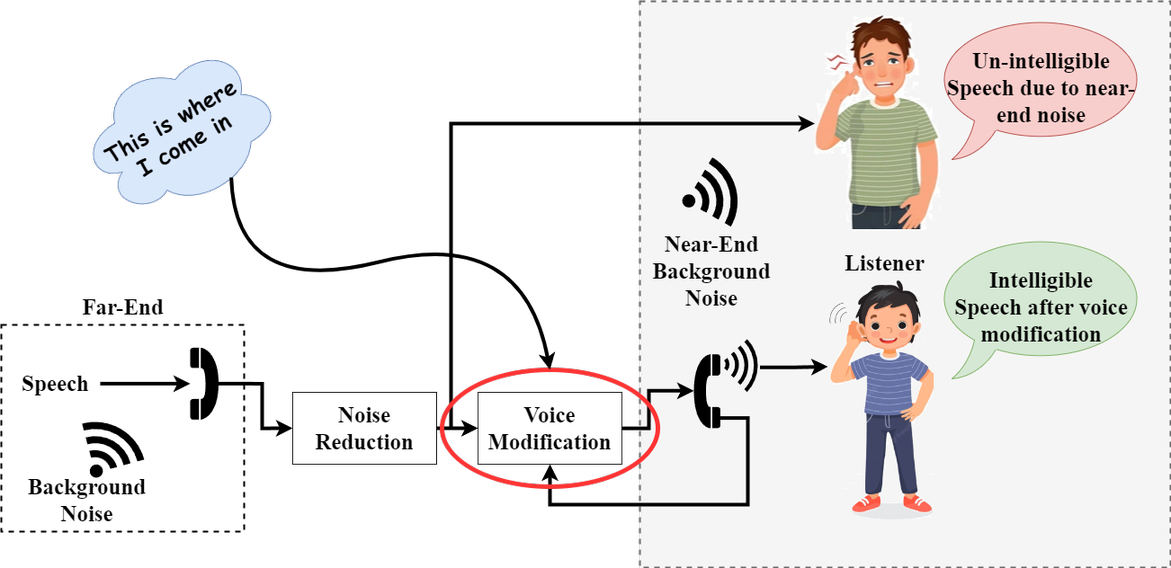 This is where
I come in
Far-End
Speech
Background
Noise
Noise
Reduction
Voice
Modification
Near-End
Background
Noise
Un-intelligible
Speech due to near-
end noise
Listener
Intelligible
Speech after voice
modification